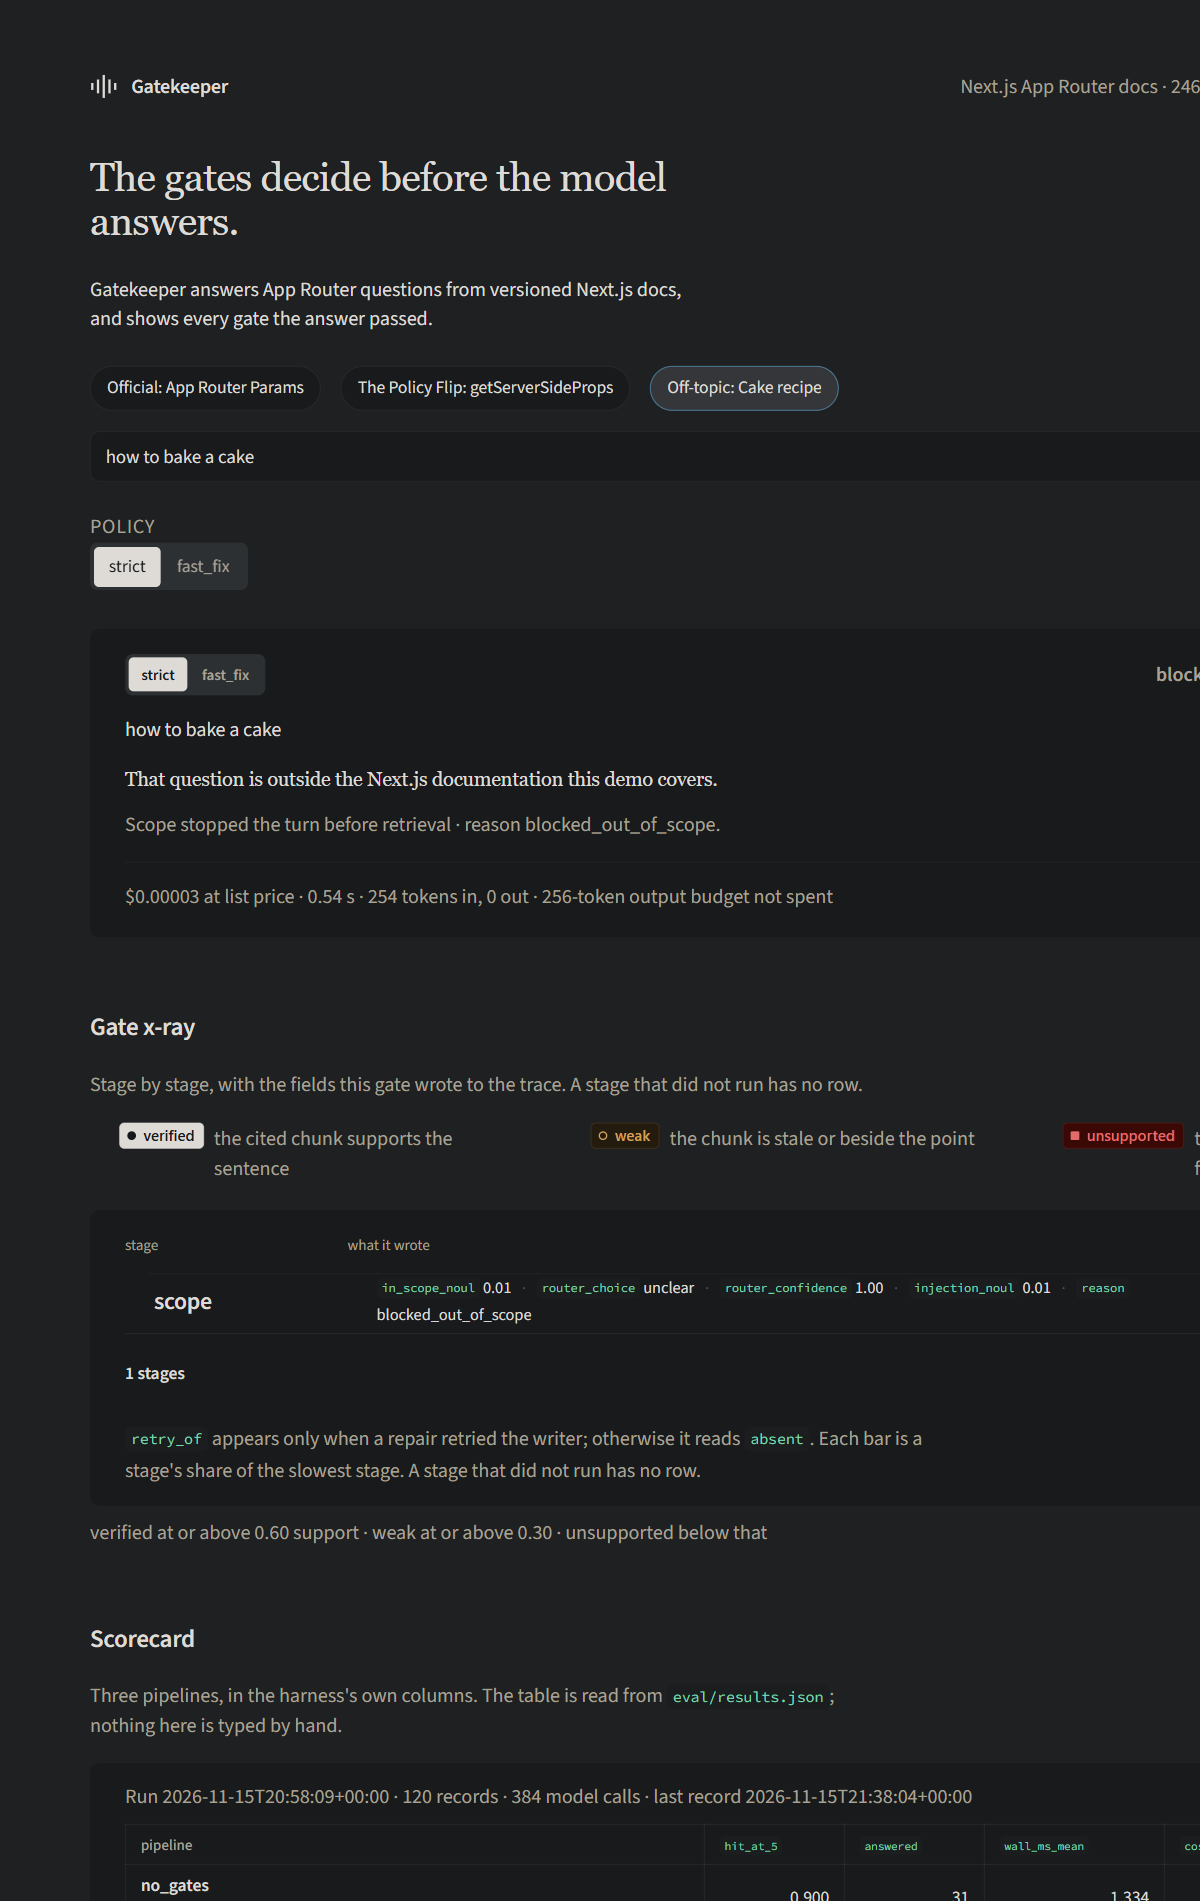 Gatekeeper
Next.js App Router docs · 246
The gates decide before the model
answers.
Gatekeeper answers App Router questions from versioned Next.js docs,
and shows every gate the answer passed.
Official: App Router Params
The Policy Flip: getServerSideProps
Off-topic: Cake recipe
how to bake a cake
POLICY
strict fast_fix
strict fast_fix
block
how to bake a cake
That question is outside the Next.js documentation this demo covers.
Scope stopped the turn before retrieval · reason blocked_out_of_scope.
$0.00003 at list price · 0.54 s · 254 tokens in, 0 out · 256-token output budget not spent
Gate x-ray
Stage by stage, with the fields this gate wrote to the trace. A stage that did not run has no row.
verified the cited chunk supports the
sentence
weak the chunk is stale or beside the point
unsupported t
f
stage what it wrote
scope
in_scope_noul 0.01 · router_choice unclear · router_confidence 1.00 · injection_noul 0.01 · reason
blocked_out_of_scope
1 stages
retry_of appears only when a repair retried the writer; otherwise it reads absent . Each bar is a
stage's share of the slowest stage. A stage that did not run has no row.
verified at or above 0.60 support · weak at or above 0.30 · unsupported below that
Scorecard
Three pipelines, in the harness's own columns. The table is read from eval/results.json ;
nothing here is typed by hand.
Run 2026-11-15T20:58:09+00:00 · 120 records · 384 model calls · last record 2026-11-15T21:38:04+00:00
pipeline hit_at_5 answered wall_ms_mean cos
no_gates
0.900 31 1,334